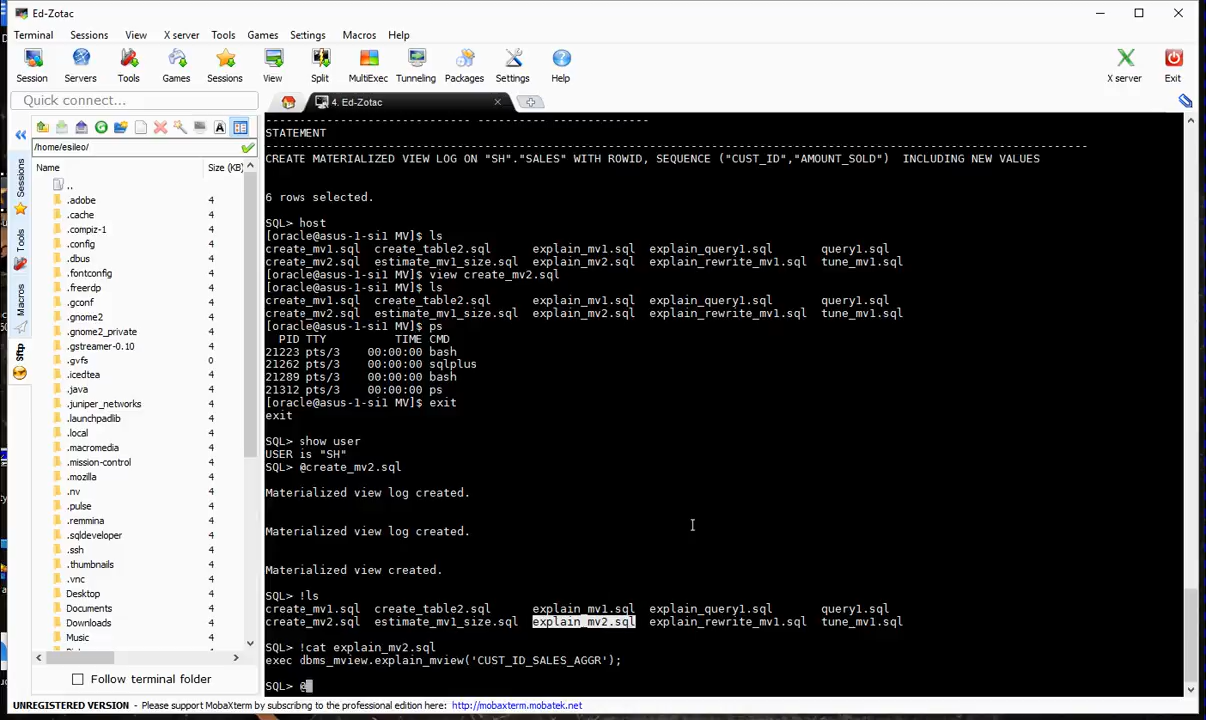 Ed-Zotac
Terminal Sessions View X server Tools Games Settings Macros Help
Session Servers Tools Games Sessions View Split MultiExec Tunneling Packages Settings Help X server Exit
Quick connect... 4. Ed-Zotac
/home/esileo/
Name Size (KB)
..
.adobe 4
.cache 4
.compiz-1 4
.config 4
.dbus 4
.fontconfig 4
.freerdp 4
.gconf 4
.gnome2 4
.gnome2_private 4
.gstreamer-0.10 4
.gvfs 0
.icedtea 4
.java 4
.juniper_networks 4
.launchpadlib 4
.local 4
.macromedia 4
.mission-control 4
.mozilla 4
.nv 4
.pulse 4
.remmina 4
.sqldeveloper 4
.ssh 4
.thumbnails 4
.vnc 4
Desktop 4
Documents 4
Downloads 4
Music 4
Follow terminal folder
Sessions
Tools
Macros
Sftp
------------------------------ --------- --------------
STATEMENT
--------------------------------------------------------------------------------
CREATE MATERIALIZED VIEW LOG ON "SH"."SALES" WITH ROWID, SEQUENCE ("CUST_ID","AMOUNT_SOLD")  INCLUDING NEW VALUES
6 rows selected.
SQL> host
[oracle@asus-1-sil MV]$ ls
create_mv1.sql  create_table2.sql      explain_mv1.sql  explain_query1.sql       query1.sql
create_mv2.sql  estimate_mv1_size.sql  explain_mv2.sql  explain_rewrite_mv1.sql  tune_mv1.sql
[oracle@asus-1-sil MV]$ view create_mv2.sql
[oracle@asus-1-sil MV]$ ls
create_mv1.sql  create_table2.sql      explain_mv1.sql  explain_query1.sql       query1.sql
create_mv2.sql  estimate_mv1_size.sql  explain_mv2.sql  explain_rewrite_mv1.sql  tune_mv1.sql
[oracle@asus-1-sil MV]$ ps
PID TTY          TIME CMD
21223 pts/3    00:00:00 bash
21262 pts/3    00:00:00 sqlplus
21289 pts/3    00:00:00 bash
21312 pts/3    00:00:00 ps
[oracle@asus-1-sil MV]$ exit
exit
SQL> show user
USER is "SH"
SQL> @create_mv2.sql
Materialized view log created.
Materialized view log created.
Materialized view created.
SQL> !ls
create_mv1.sql  create_table2.sql      explain_mv1.sql  explain_query1.sql       query1.sql
create_mv2.sql  estimate_mv1_size.sql  explain_mv2.sql  explain_rewrite_mv1.sql  tune_mv1.sql
SQL> !cat explain_mv2.sql
exec dbms_mview.explain_mview('CUST_ID_SALES_AGGR');
SQL> @
UNREGISTERED VERSION - Please support MobaXterm by subscribing to the professional edition here: http://mobaxterm.mobatek.net